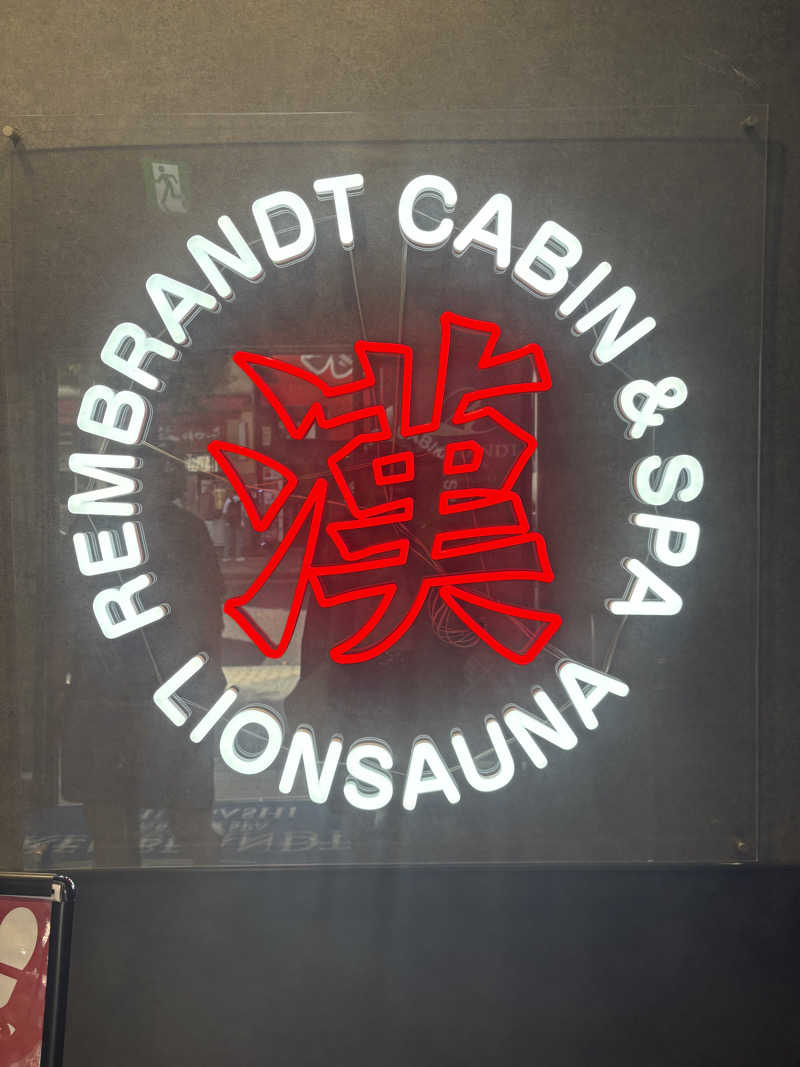 REMBRANDT CABIN & SPA
漢
LIONSAUNA